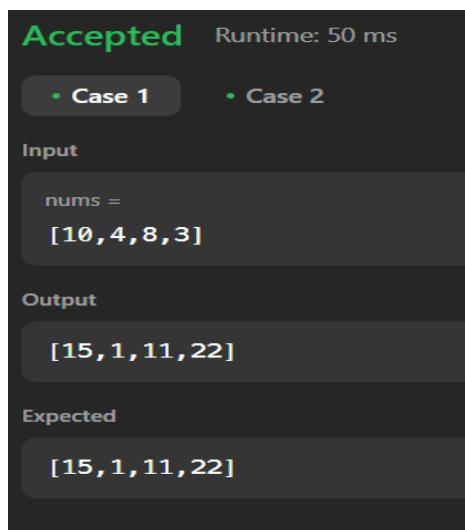 Accepted Runtime: 50 ms
• Case 1 • Case 2
Input
nums =
[10,4,8,3]
Output
[15,1,11,22]
Expected
[15,1,11,22]